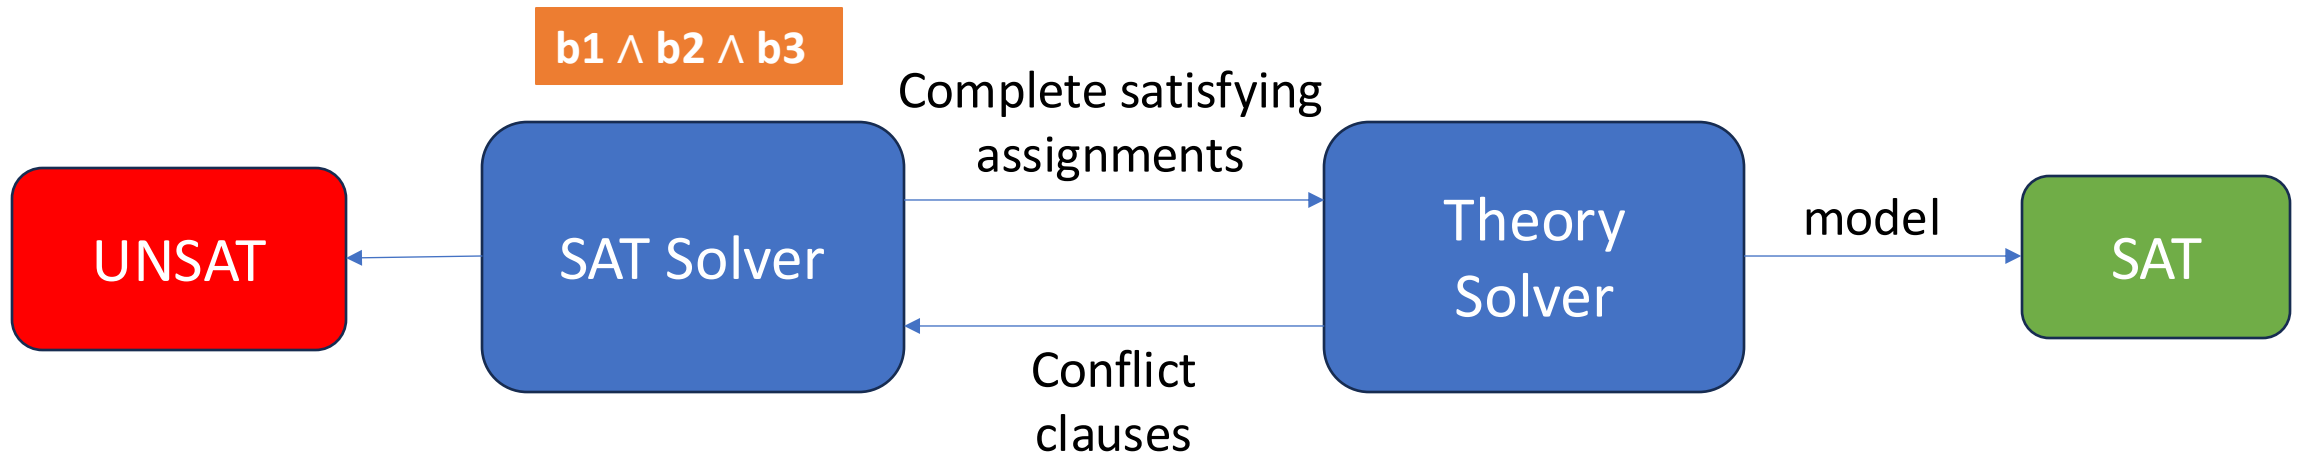 b1 ∧ b2 ∧ b3
Complete satisfying
assignments
UNSAT
SAT Solver
Theory
Solver
model
SAT
Conflict
clauses